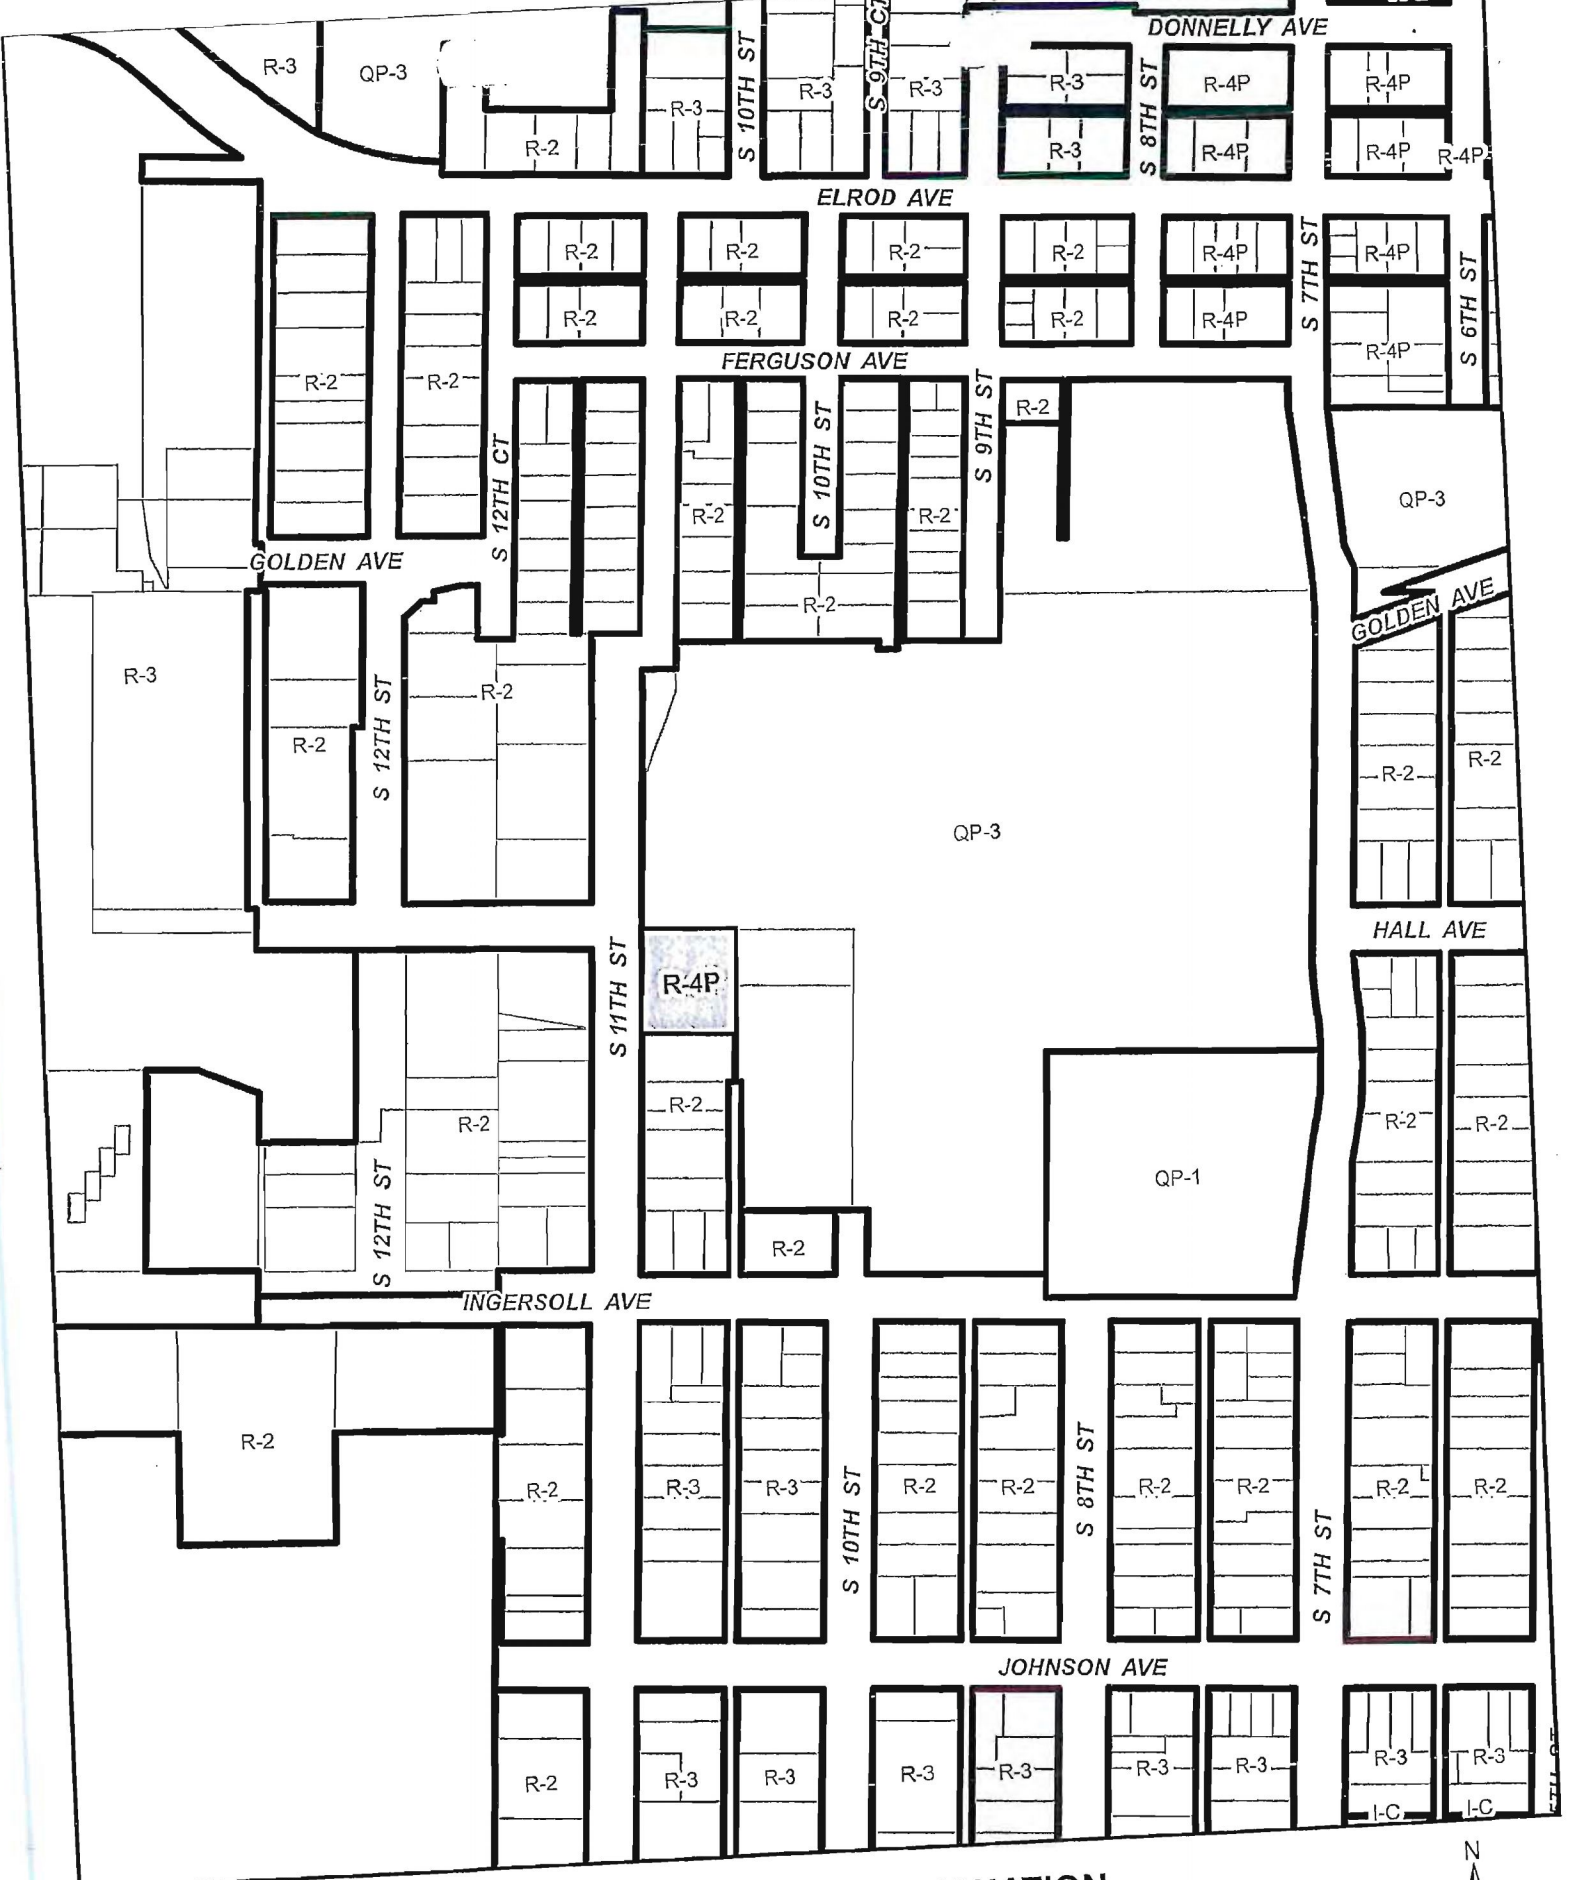 DONNELLY AVE
R-3
QP-3
R-3
R-3
R-3
R-3
R-4P
R-4P
R-2
R-3
R-4P
R-4P
R-4P
S 10TH ST
S 9TH CT
S 8TH ST
ELROD AVE
R-2
R-2
R-2
R-2
R-4P
R-4P
R-2
R-2
R-2
R-2
R-4P
R-4P
S 7TH ST
S 6TH ST
FERGUSON AVE
R-2
R-2
R-2
S 12TH CT
S 10TH ST
S 9TH ST
R-2
R-2
R-2
QP-3
GOLDEN AVE
GOLDEN AVE
R-3
R-2
R-2
S 12TH ST
QP-3
R-2
R-2
HALL AVE
S 11TH ST
R-4P
R-2
R-2
R-2
R-2
S 12TH ST
QP-1
R-2
INGERSOLL AVE
R-2
R-2
R-3
R-3
R-2
R-2
R-2
R-2
R-2
R-2
S 10TH ST
S 8TH ST
S 7TH ST
JOHNSON AVE
R-2
R-3
R-3
R-3
R-3
R-3
R-3
R-3
R-3
I-C
I-C
N